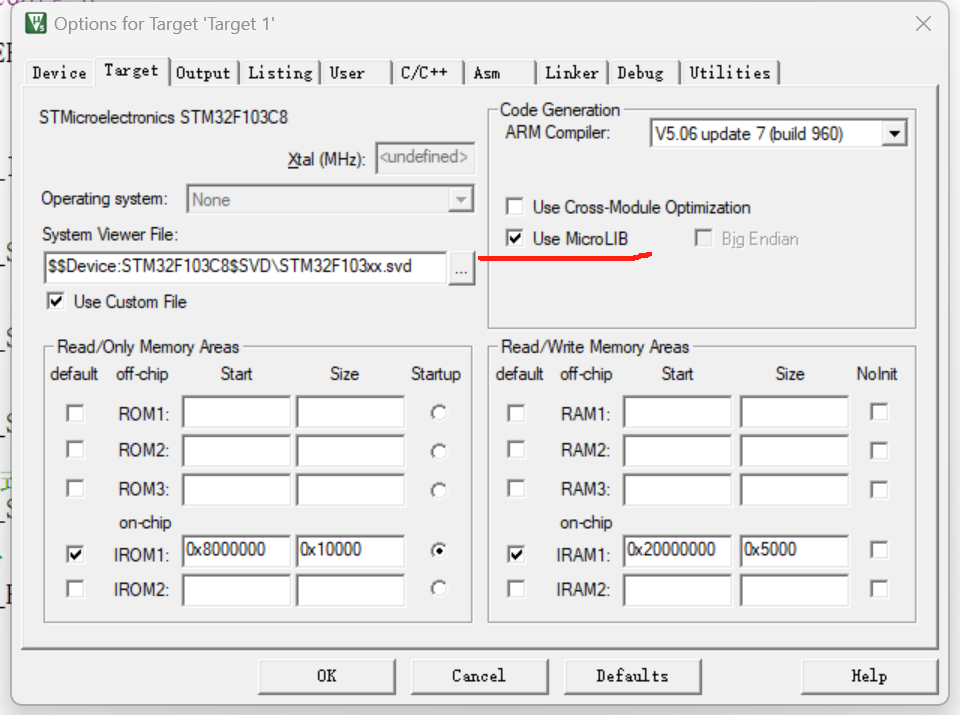 Options for Target 'Target 1'
Device Target Output Listing User C/C++ Asm Linker Debug Utilities
STMicroelectronics STM32F103C8
Xtal (MHz): <undefined>
Operating system: None
System Viewer File:
$$Device:STM32F103C8$SVD\STM32F103xx.svd ...
Use Custom File
Code Generation
ARM Compiler: V5.06 update 7 (build 960)
Use Cross-Module Optimization
Use MicroLIB Big Endian
Read/Only Memory Areas
default off-chip Start Size Startup
ROM1:
ROM2:
ROM3:
on-chip
IROM1: 0x8000000 0x10000
IROM2:
Read/Write Memory Areas
default off-chip Start Size NoInit
RAM1:
RAM2:
RAM3:
on-chip
IRAM1: 0x20000000 0x5000
IRAM2:
OK Cancel Defaults Help